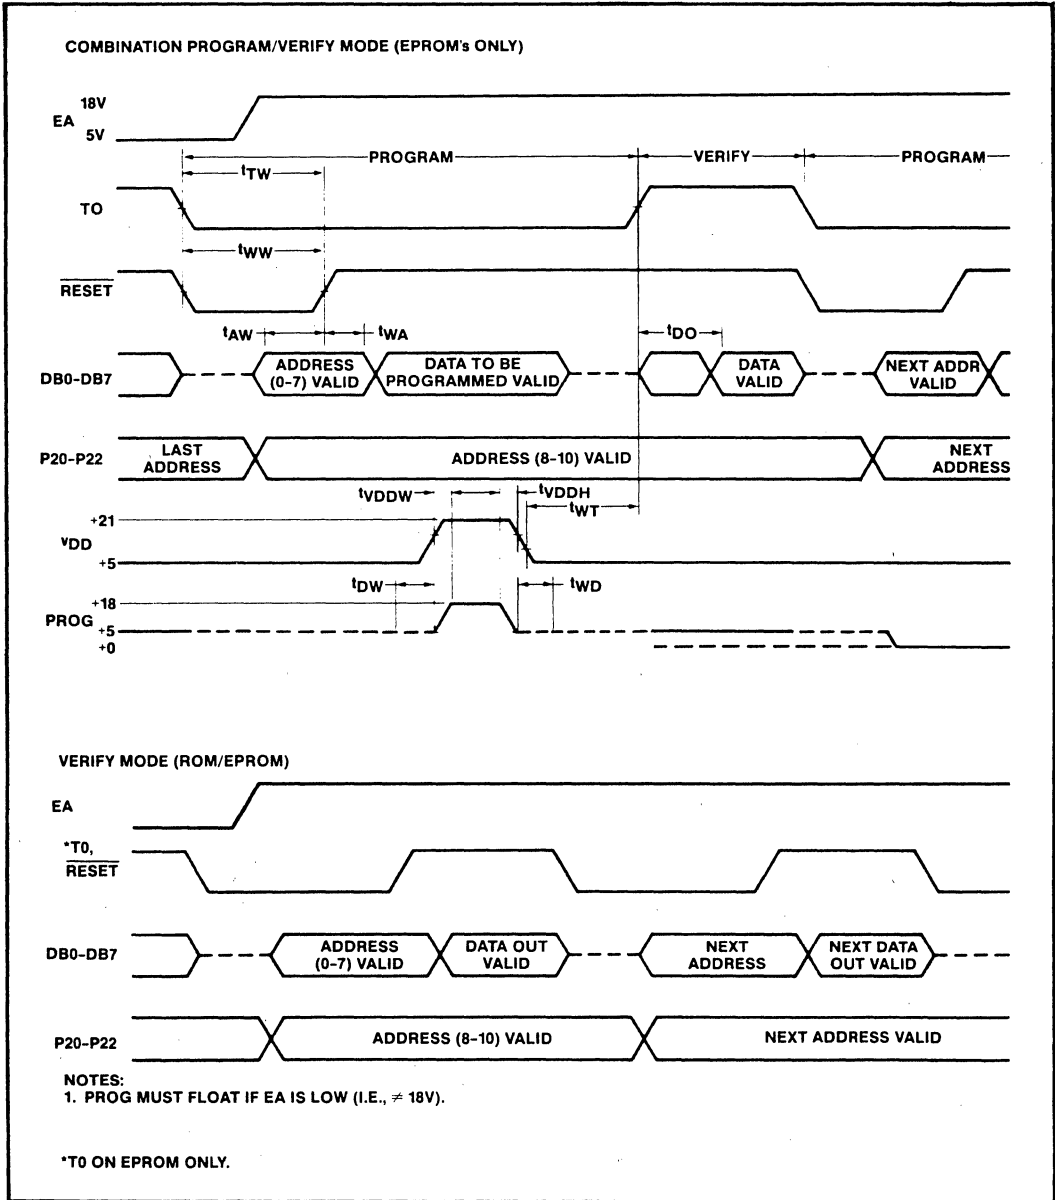 COMBINATION PROGRAM/VERIFY MODE (EPROM's ONLY)
18V
EA
5V
PROGRAM
VERIFY
PROGRAM
tTW
TO
tWW
RESET
tAW
tWA
tDO
DB0-DB7
ADDRESS
(0-7) VALID
DATA TO BE
PROGRAMMED VALID
DATA
VALID
NEXT ADDR
VALID
P20-P22
LAST
ADDRESS
ADDRESS (8-10) VALID
NEXT
ADDRESS
tVDDW
tVDDH
tWT
+21
VDD
+5
tDW
tWD
+18
PROG
+5
+0
VERIFY MODE (ROM/EPROM)
EA
*T0,
RESET
DB0-DB7
ADDRESS
(0-7) VALID
DATA OUT
VALID
NEXT
ADDRESS
NEXT DATA
OUT VALID
P20-P22
ADDRESS (8-10) VALID
NEXT ADDRESS VALID
NOTES:
1. PROG MUST FLOAT IF EA IS LOW (I.E., ≠ 18V).
*T0 ON EPROM ONLY.